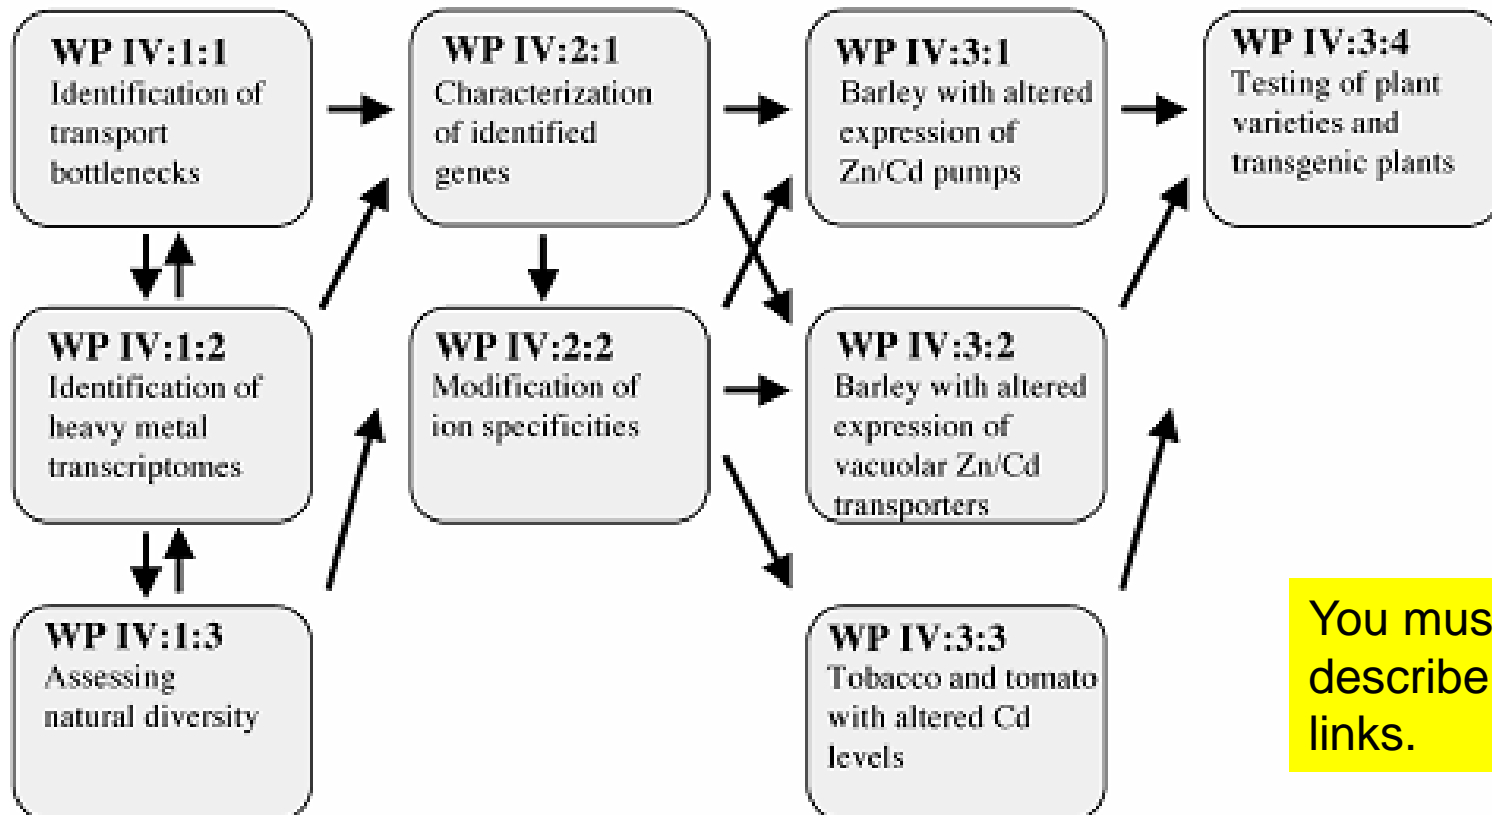 WP IV:1:1
Identification of
transport
bottlenecks
WP IV:2:1
Characterization
of identified
genes
WP IV:3:1
Barley with altered
expression of
Zn/Cd pumps
WP IV:3:4
Testing of plant
varieties and
transgenic plants
WP IV:1:2
Identification of
heavy metal
transcriptomes
WP IV:2:2
Modification of
ion specificities
WP IV:3:2
Barley with altered
expression of
vacuolar Zn/Cd
transporters
WP IV:1:3
Assessing
natural diversity
WP IV:3:3
Tobacco and tomato
with altered Cd
levels
You mus
describe
links.